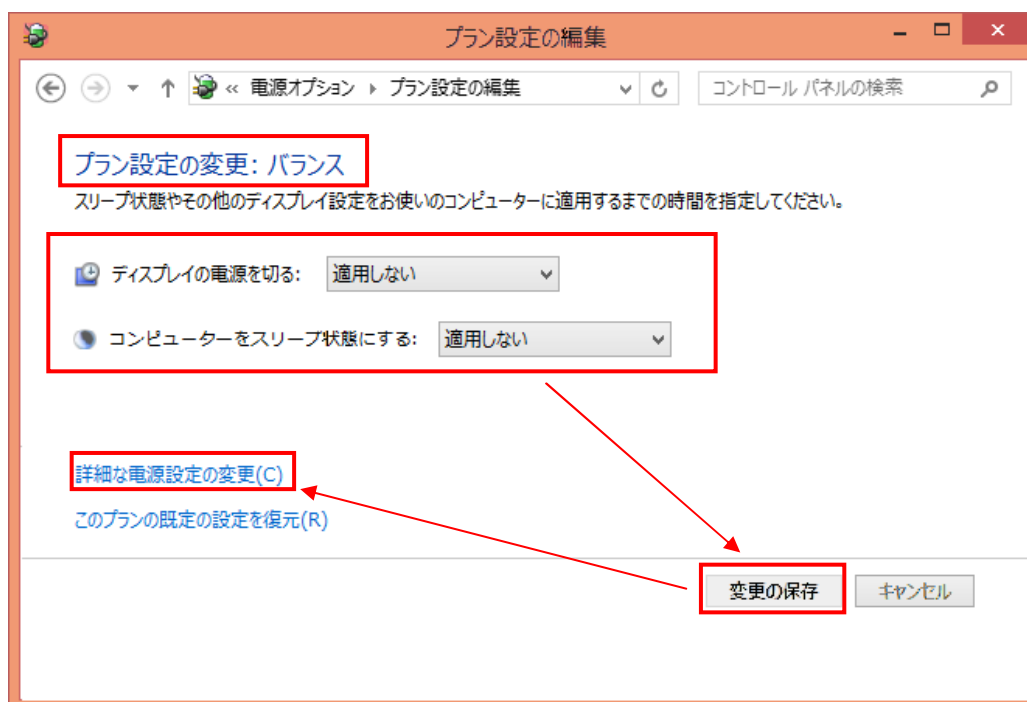 プラン設定の編集
« 電源オプション ▸ プラン設定の編集
コントロール パネルの検索
プラン設定の変更: バランス
スリープ状態やその他のディスプレイ設定をお使いのコンピューターに適用するまでの時間を指定してください。
ディスプレイの電源を切る: 適用しない
コンピューターをスリープ状態にする: 適用しない
詳細な電源設定の変更(C)
このプランの既定の設定を復元(R)
変更の保存 キャンセル